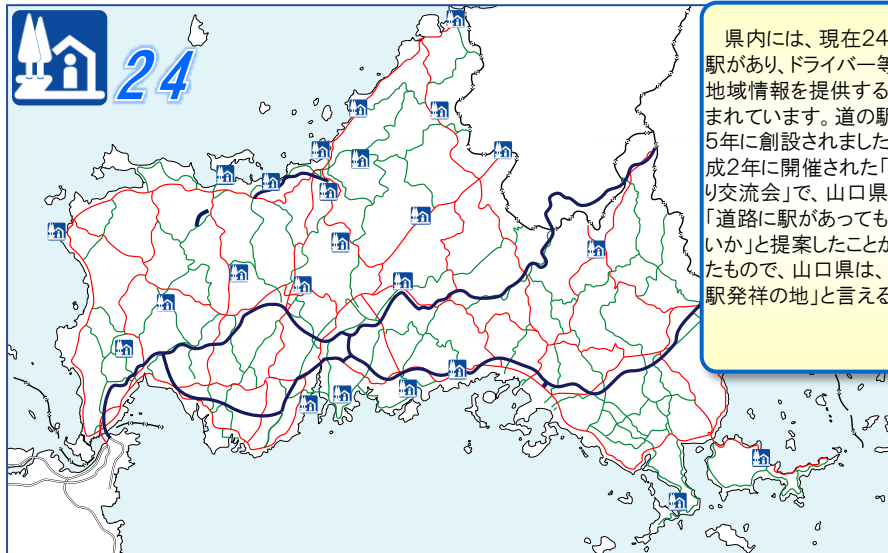 24
県内には、現在24
駅があり、ドライバー等
地域情報を提供する
まれています。道の駅
5年に創設されました
成2年に開催された「
り交流会」で、山口県
「道路に駅があっても
いか」と提案したことか
たもので、山口県は、
駅発祥の地」と言える